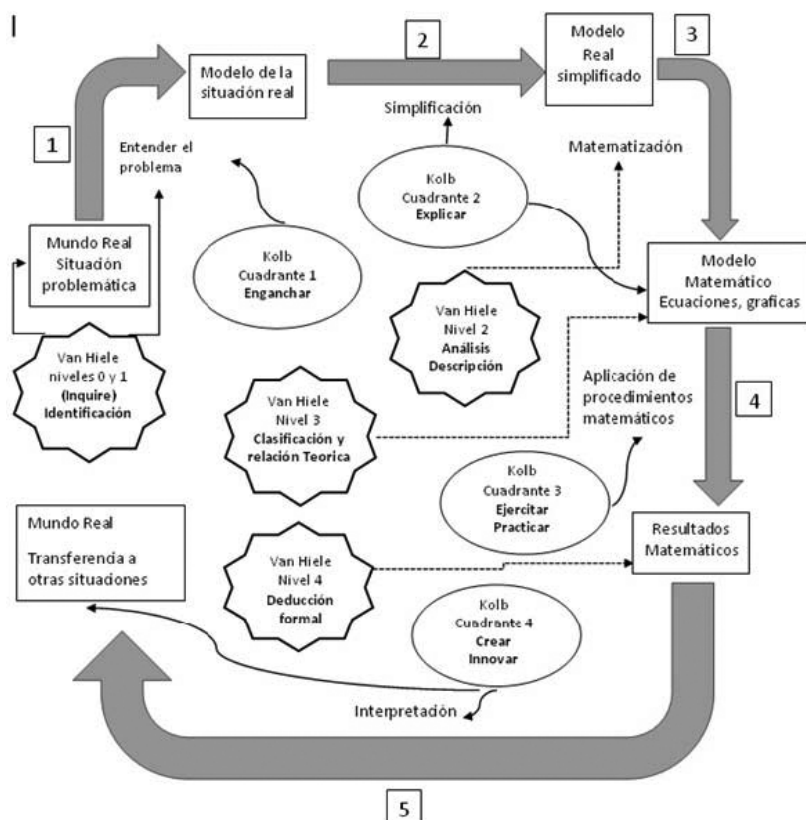 2
3
1
Modelo de la
situación real
Modelo
Real
simplificado
Simplificación
Matematización
Entender el
problema
Kolb
Cuadrante 2
Explicar
Mundo Real
Situación
problemática
Kolb
Cuadrante 1
Enganchar
Modelo
Matemático
Ecuaciones, graficas
Van Hiele
niveles 0 y 1
(Inquire)
Identificación
Van Hiele
Nivel 2
Análisis
Descripción
Van Hiele
Nivel 3
Clasificación y
relación Teorica
Aplicación de
procedimientos
matemáticos
4
Kolb
Cuadrante 3
Ejercitar
Practicar
Mundo Real
Transferencia a
otras situaciones
Van Hiele
Nivel 4
Deducción
formal
Resultados
Matemáticos
Kolb
Cuadrante 4
Crear
Innovar
Interpretación
5